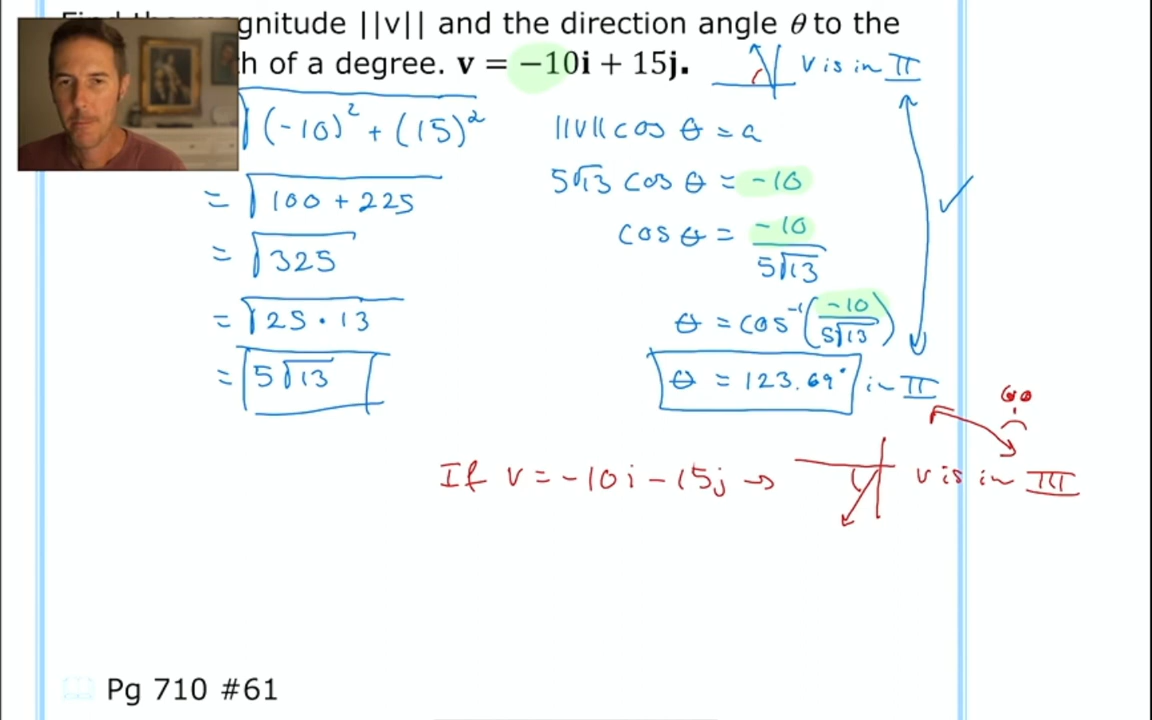 gnitude ||v|| and the direction angle θ to the
h of a degree. v = −10i + 15j.
v is in II
√(-10)² + (15)²
= √100 + 225
= √325
= √25 · 13
= 5√13
||v|| cos θ = a
5√13 cos θ = -10
cos θ = -10/5√13
θ = cos⁻¹(-10/5√13)
θ = 123.69° in II
If v = -10i - 15j → v is in III
Pg 710 #61